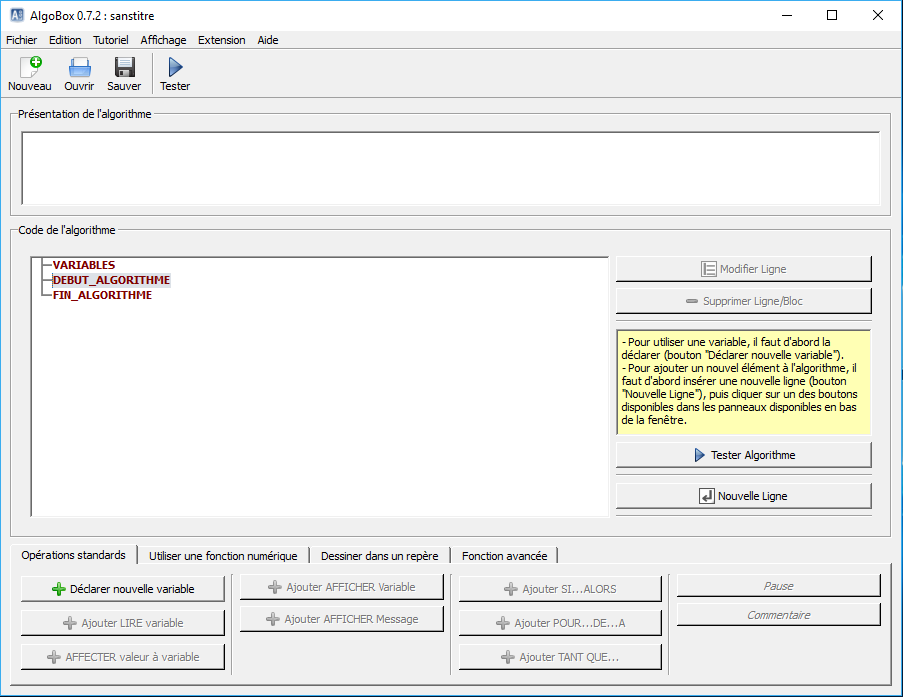 AlgoBox 0.7.2 : sanstitre
Fichier Edition Tutoriel Affichage Extension Aide
Nouveau Ouvrir Sauver Tester
Présentation de l'algorithme
Code de l'algorithme
VARIABLES
DEBUT_ALGORITHME
FIN_ALGORITHME
Modifier Ligne
Supprimer Ligne/Bloc
- Pour utiliser une variable, il faut d'abord la
déclarer (bouton "Déclarer nouvelle variable").
- Pour ajouter un nouvel élément à l'algorithme, il
faut d'abord insérer une nouvelle ligne (bouton
"Nouvelle Ligne"), puis cliquer sur un des boutons
disponibles dans les panneaux disponibles en bas
de la fenêtre.
Tester Algorithme
Nouvelle Ligne
Opérations standards Utiliser une fonction numérique Dessiner dans un repère Fonction avancée
Déclarer nouvelle variable
Ajouter LIRE variable
AFFECTER valeur à variable
Ajouter AFFICHER Variable
Ajouter AFFICHER Message
Ajouter SI...ALORS
Ajouter POUR...DE...A
Ajouter TANT QUE...
Pause
Commentaire